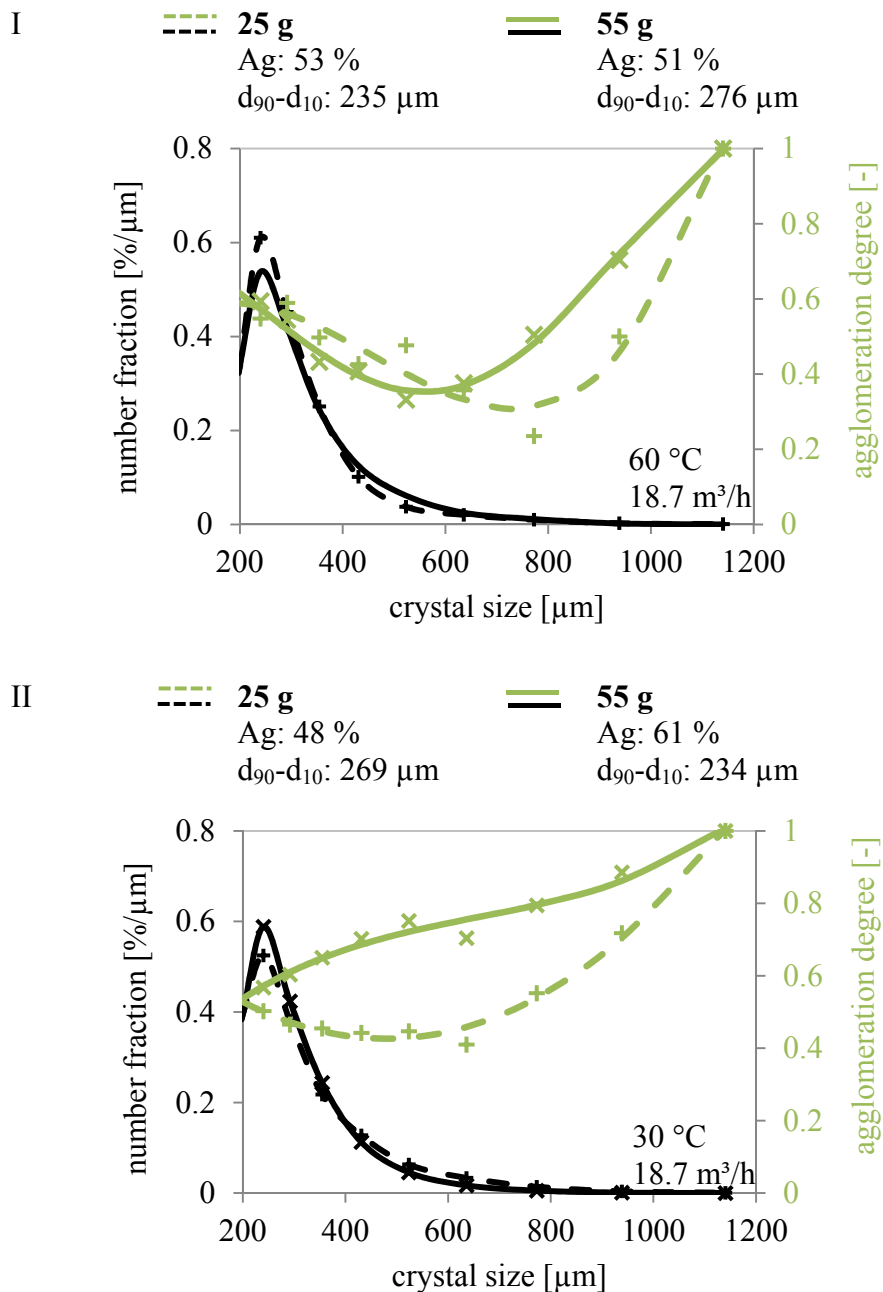 I
25 g 55 g
Ag: 53 % Ag: 51 %
d₉₀-d₁₀: 235 µm d₉₀-d₁₀: 276 µm
number fraction [%/µm]
0.8
0.6
0.4
0.2
0
1
0.8
0.6
0.4
0.2
0
agglomeration degree [-]
60 °C
18.7 m³/h
200 400 600 800 1000 1200
crystal size [µm]
II
25 g 55 g
Ag: 48 % Ag: 61 %
d₉₀-d₁₀: 269 µm d₉₀-d₁₀: 234 µm
number fraction [%/µm]
0.8
0.6
0.4
0.2
0
1
0.8
0.6
0.4
0.2
0
agglomeration degree [-]
30 °C
18.7 m³/h
200 400 600 800 1000 1200
crystal size [µm]